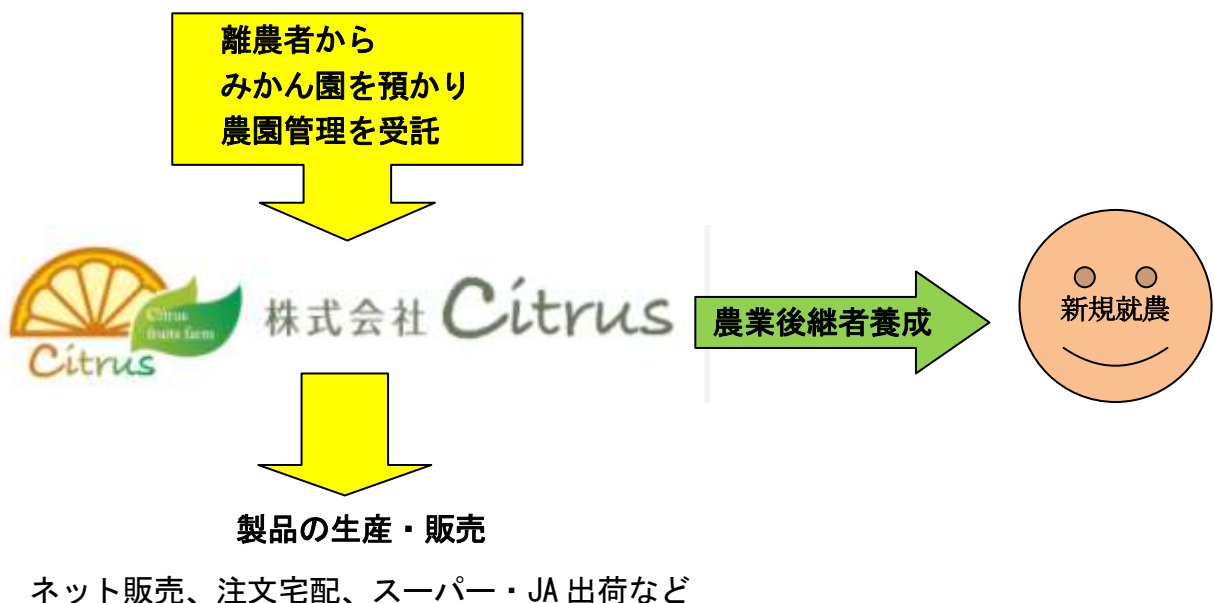 離農者から
みかん園を預かり
農園管理を受託
Citrus
fruits farm
Citrus
株式会社 Citrus
農業後継者養成
新規就農
製品の生産・販売
ネット販売、注文宅配、スーパー・JA出荷など